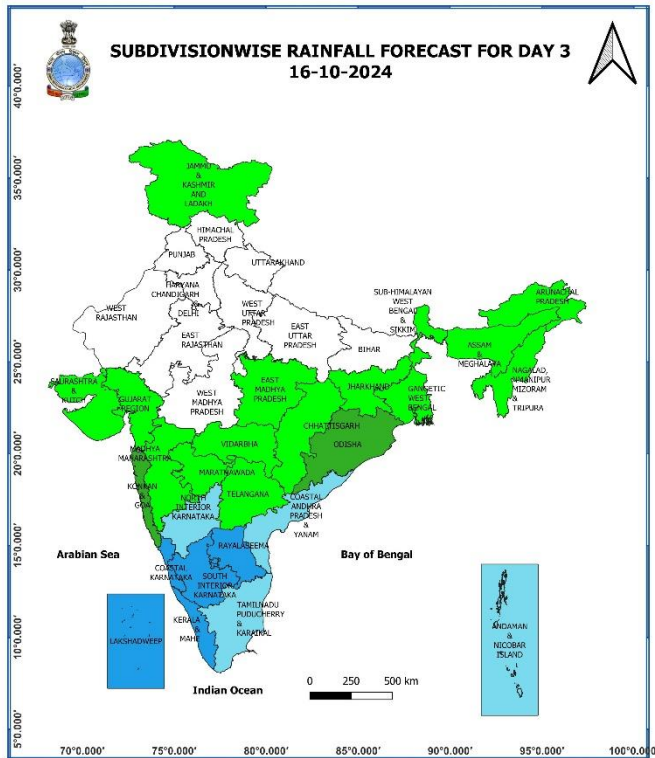 SUBDIVISIONWISE RAINFALL FORECAST FOR DAY 3
16-10-2024
40°0.000'
35°0.000'
30°0.000'
25°0.000'
20°0.000'
15°0.000'
10°0.000'
5°0.000'
JAMMU
&
KASHMIR
AND
LADAKH
HIMACHAL
PRADESH
PUNJAB
UTTARAKHAND
HARYANA
CHANDIGARH
&
DELHI
WEST
RAJASTHAN
WEST
UTTAR
PRADESH
EAST
RAJASTHAN
EAST
UTTAR
PRADESH
SUB-HIMALAYAN
WEST
BENGAL
&
SIKKIM
ARUNACHAL
PRADESH
BIHAR
ASSAM
&
MEGHALAYA
NAGALAD,
MANIPUR
MIZORAM
&
TRIPURA
SAURASHTRA
&
KUTCH
GUJARAT
REGION
WEST
MADHYA
PRADESH
EAST
MADHYA
PRADESH
JHARKHAND
GANGETIC
WEST
BENGAL
CHHATTISGARH
ODISHA
VIDARBHA
MADHYA
MAHARASHTRA
MARATHAWADA
KONKAN
&
GOA
TELANGANA
NORTH
INTERIOR
KARNATAKA
COASTAL
ANDHRA
PRADESH
&
YANAM
RAYALASEEMA
Arabian Sea
Bay of Bengal
COASTAL
KARNATAKA
SOUTH
INTERIOR
KARNATAKA
KERALA
&
MAHE
TAMILNADU
PUDUCHERRY
&
KARAIKAL
LAKSHADWEEP
ANDAMAN
&
NICOBAR
ISLAND
Indian Ocean
0 250 500 km
70°0.000' 75°0.000' 80°0.000' 85°0.000' 90°0.000' 95°0.000' 100°0.000'